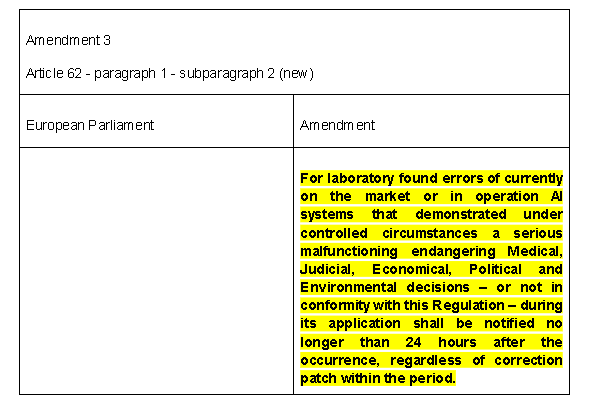 Amendment 3
Article 62 - paragraph 1 - subparagraph 2 (new)
European Parliament
Amendment
For laboratory found errors of currently
on the market or in operation AI
systems that demonstrated under
controlled circumstances a serious
malfunctioning endangering Medical,
Judicial, Economical, Political and
Environmental decisions – or not in
conformity with this Regulation – during
its application shall be notified no
longer than 24 hours after the
occurrence, regardless of correction
patch within the period.